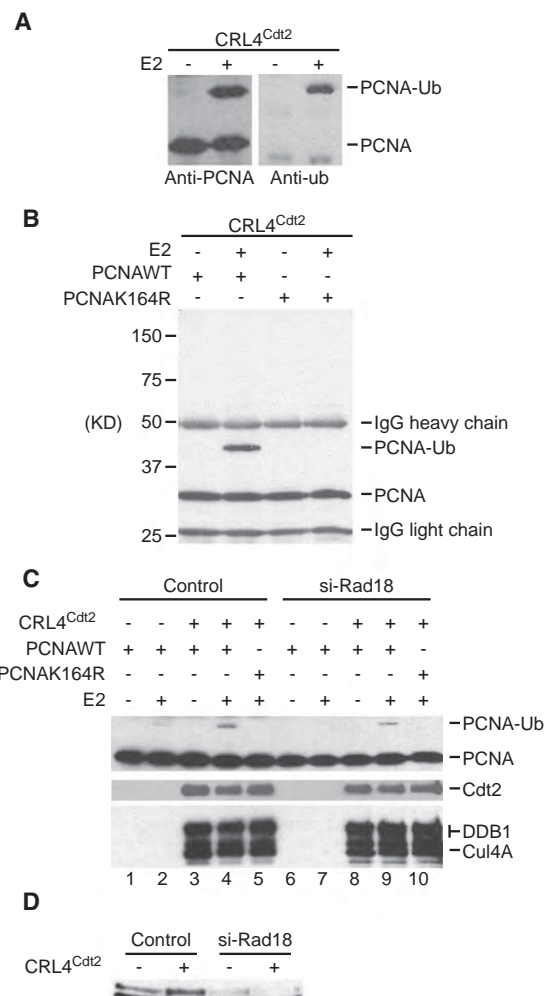 A
CRL4Cdt2
E2 - + - +
PCNA-Ub
PCNA
Anti-PCNA Anti-ub
B
CRL4Cdt2
E2 - + - +
PCNAWT + + - -
PCNAK164R - - + +
150
75
(KD) 50 IgG heavy chain
PCNA-Ub
37
PCNA
25 IgG light chain
C
Control si-Rad18
CRL4Cdt2 - - + + + - - + + +
PCNAWT + + + + - + + + + -
PCNAK164R - - - - + - - - - +
E2 - + - + + - + - + +
PCNA-Ub
PCNA
Cdt2
DDB1
Cul4A
1 2 3 4 5 6 7 8 9 10
D
Control si-Rad18
CRL4Cdt2 - + - +